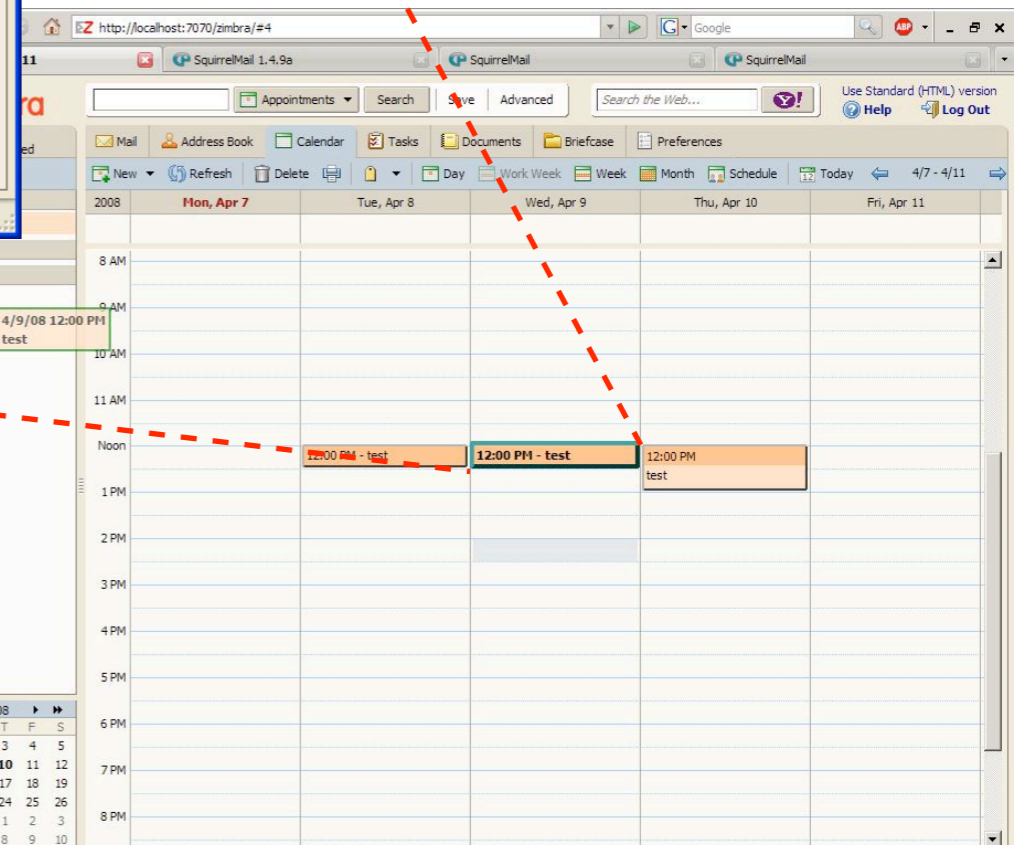 http://localhost:7070/zimbra/#4
Google
ABP
11
SquirrelMail 1.4.9a
SquirrelMail
SquirrelMail
ra
Appointments
Search
Save
Advanced
Search the Web...
Y!
Use Standard (HTML) version
Help
Log Out
ed
Mail
Address Book
Calendar
Tasks
Documents
Briefcase
Preferences
New
Refresh
Delete
Day
Work Week
Week
Month
Schedule
12
Today
4/7 - 4/11
2008
Mon, Apr 7
Tue, Apr 8
Wed, Apr 9
Thu, Apr 10
Fri, Apr 11
8 AM
9 AM
4/9/08 12:00 PM
test
10 AM
11 AM
Noon
12:00 PM - test
12:00 PM - test
12:00 PM
test
1 PM
2 PM
3 PM
4 PM
5 PM
6 PM
7 PM
8 PM
08
T F S
3 4 5
10 11 12
17 18 19
24 25 26
1 2 3
8 9 10